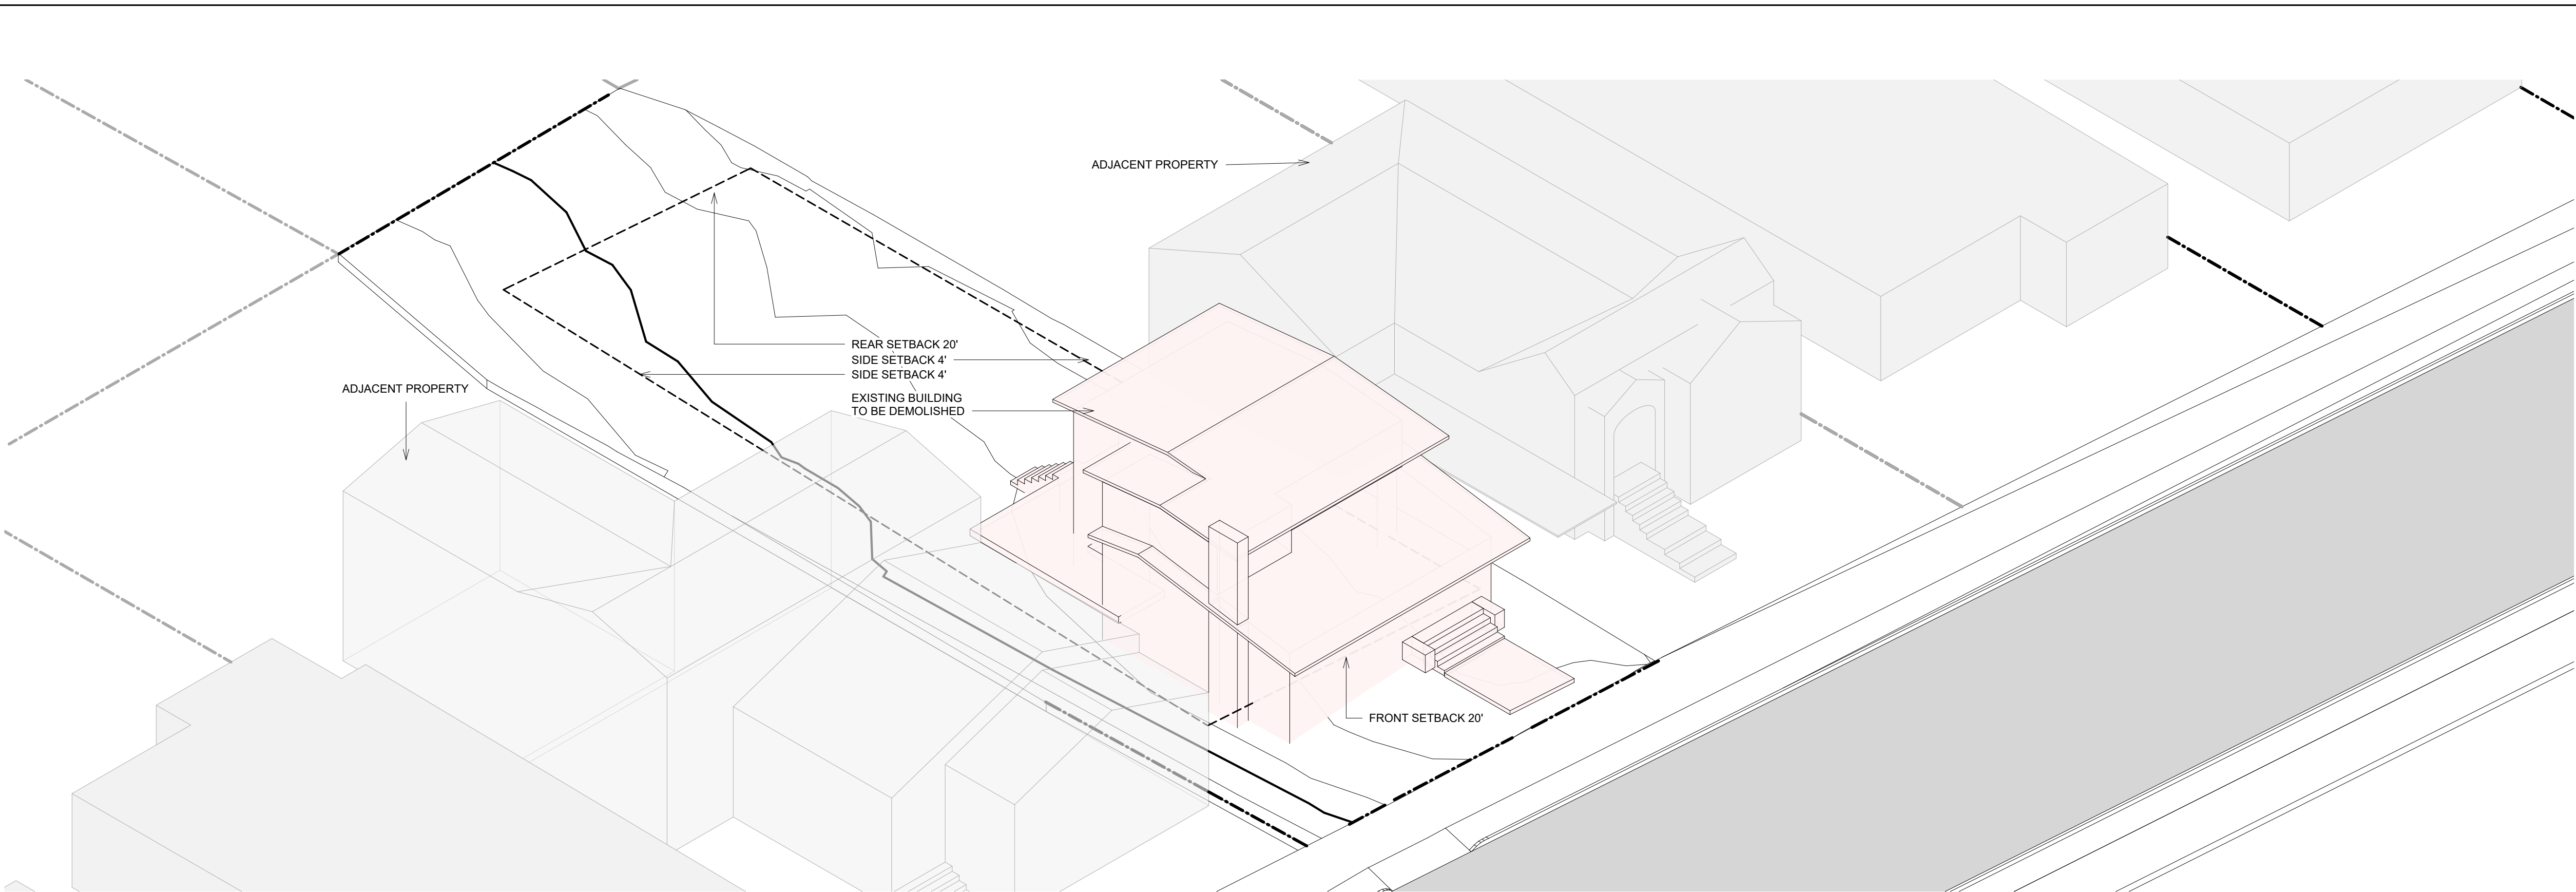 ADJACENT PROPERTY
REAR SETBACK 20'
SIDE SETBACK 4'
SIDE SETBACK 4'
ADJACENT PROPERTY
EXISTING BUILDING
TO BE DEMOLISHED
FRONT SETBACK 20'